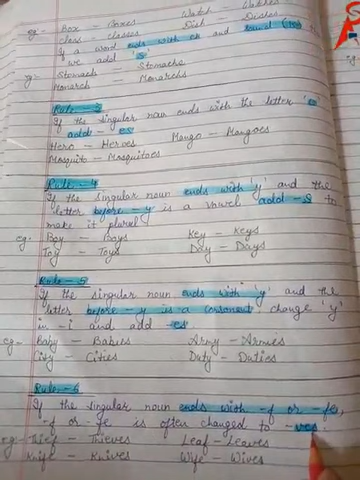 eg:- Box - Boxes Watch - Watches
Class - Classes Dish - Dishes
If a word ends with ch and sound
we add 's'
eg:- Stomach - Stomachs
Monarch - Monarchs
Rule - 3
If the singular noun ends with the letter 'o'
add - es
Hero - Heroes Mango - Mangoes
Mosquito - Mosquitoes
Rule - 4
If the singular noun ends with 'y' and the
letter before - y is a vowel add - s to
make it plural
eg:- Boy - Boys Key - Keys
Toy - Toys Day - Days
Rule - 5
If the singular noun ends with 'y' and the
letter before - y is a consonent change 'y'
in - i and add - es
eg:- Baby - Babies Army - Armies
City - Cities Duty - Duties
Rule - 6
If the singular noun ends with -f or -fe,
-f or -fe is often changed to -ves.
eg:- Thief - Thieves Leaf - Leaves
Knife - Knives Wife - Wives